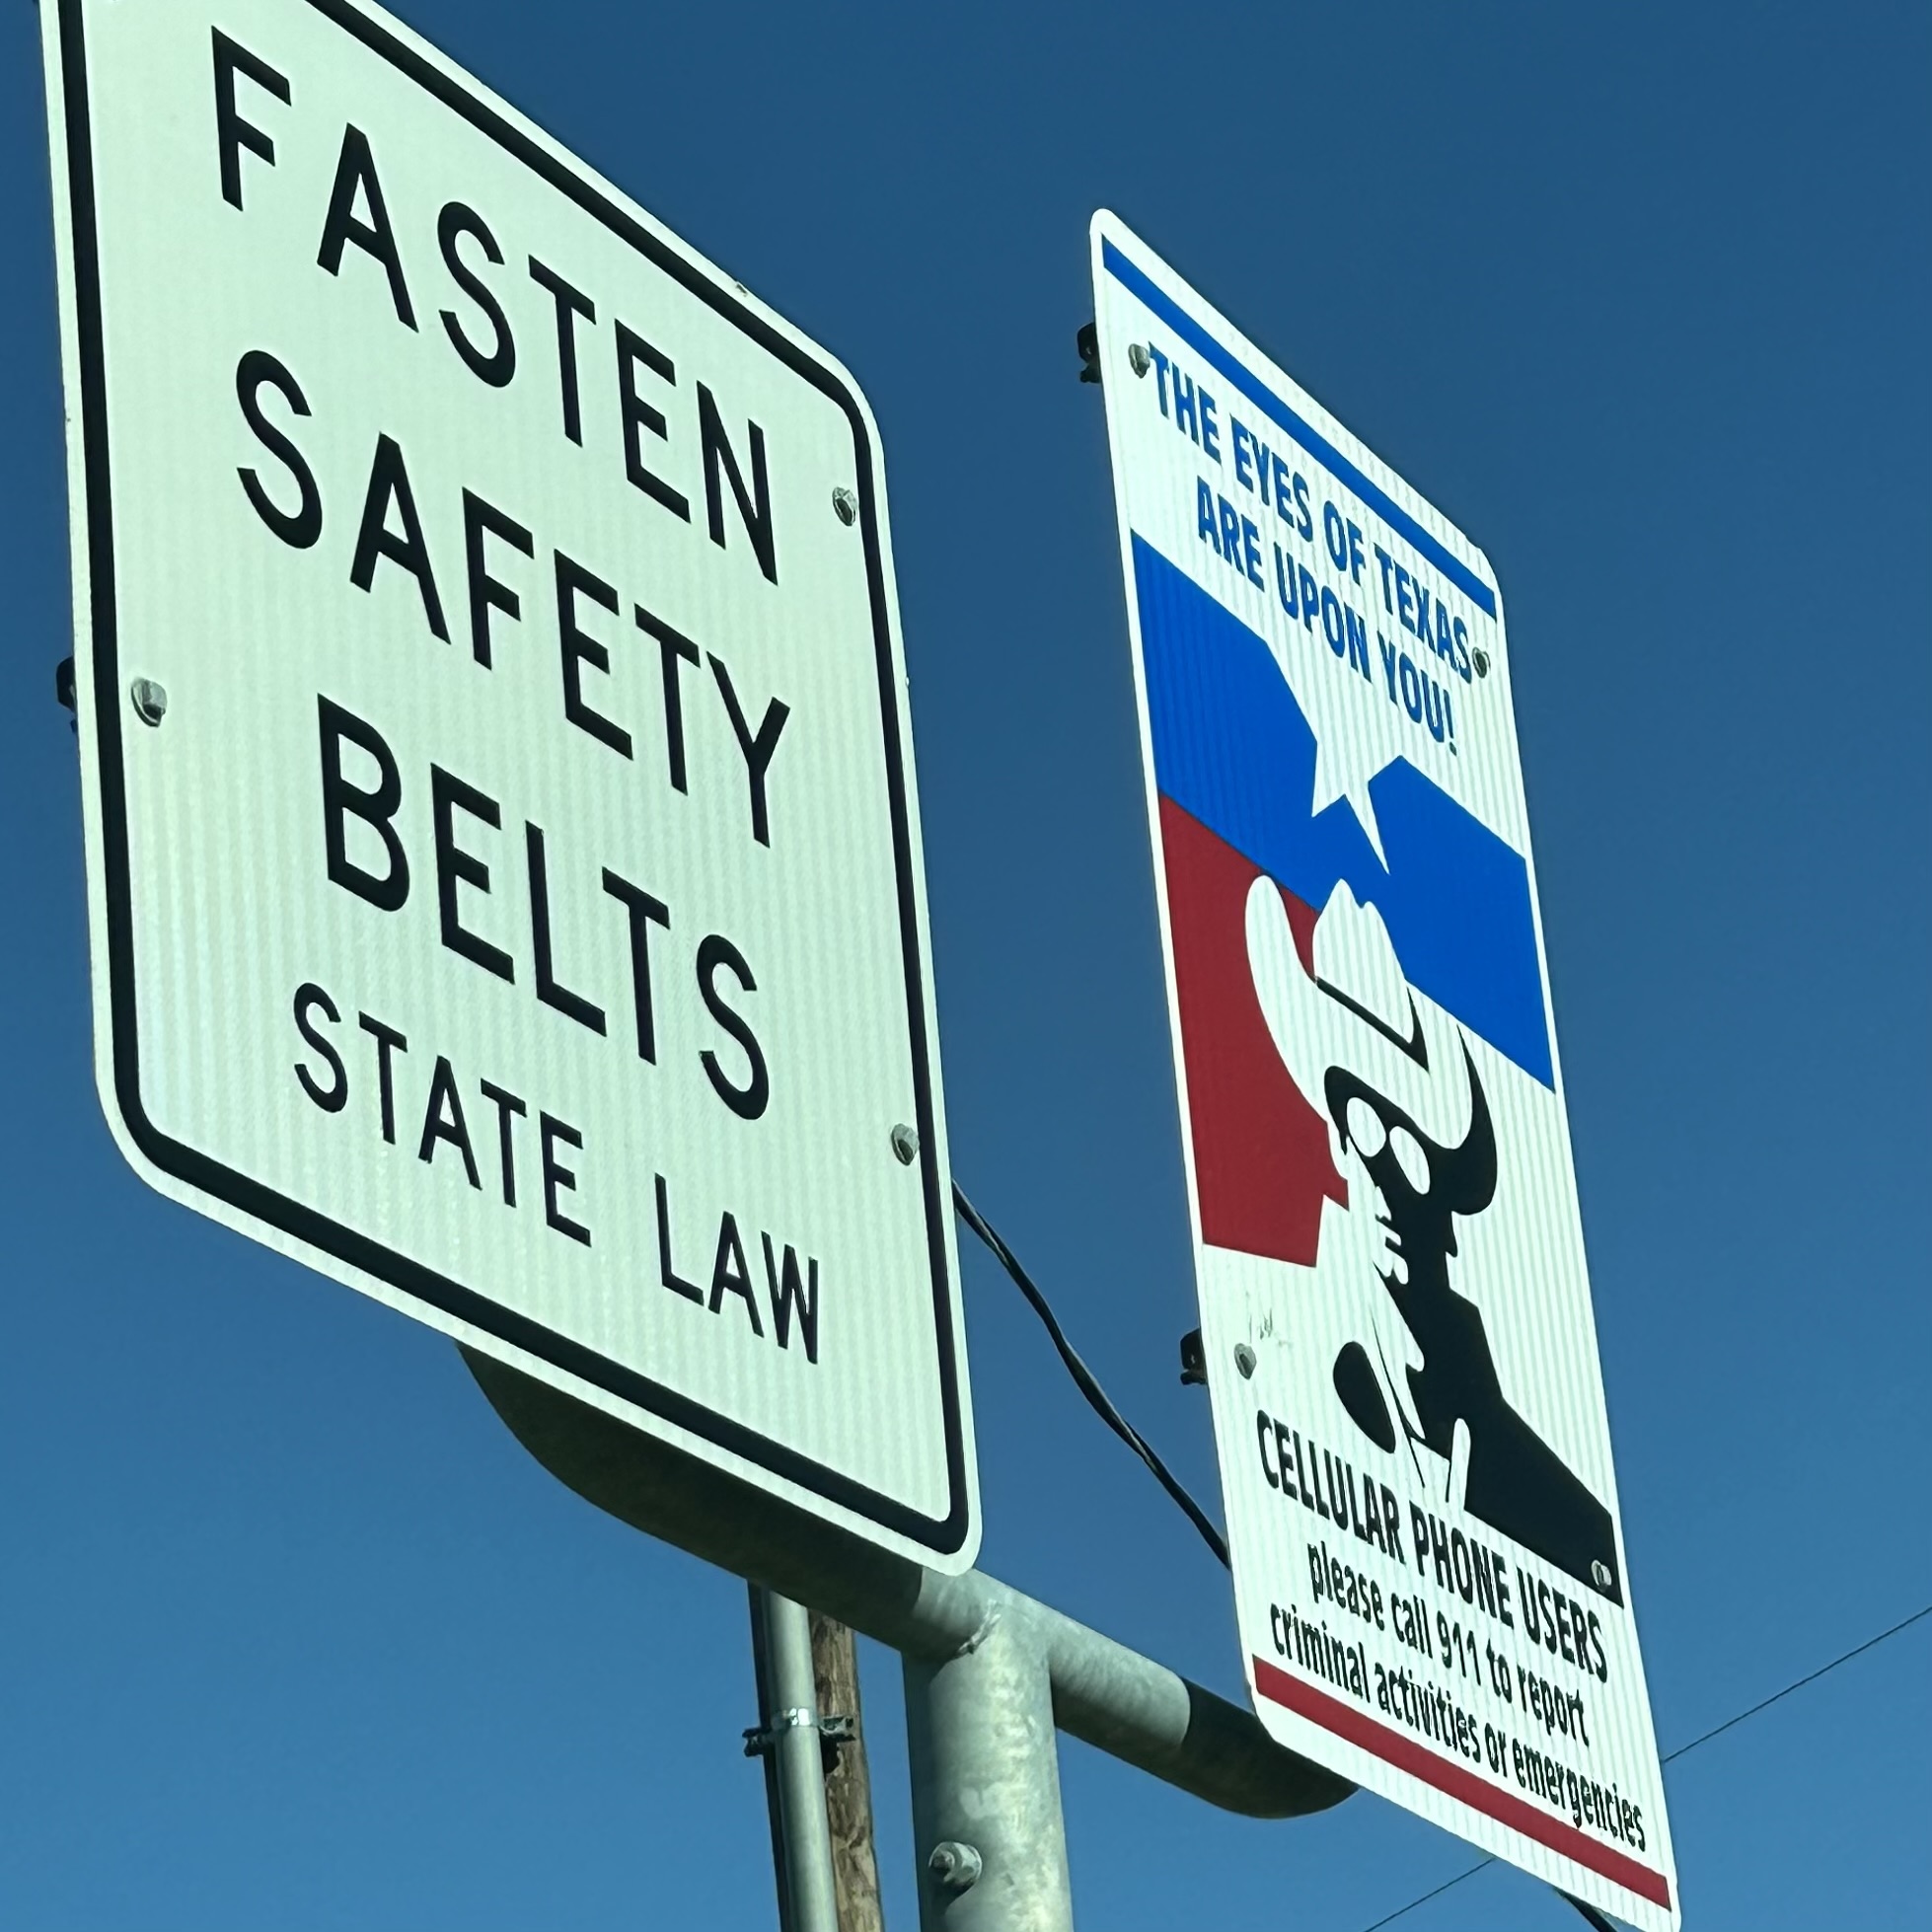 FASTEN
SAFETY
BELTS
STATE LAW
THE EYES OF TEXAS
ARE UPON YOU!
CELLULAR PHONE USERS
please call 911 to report
criminal activities or emergencies